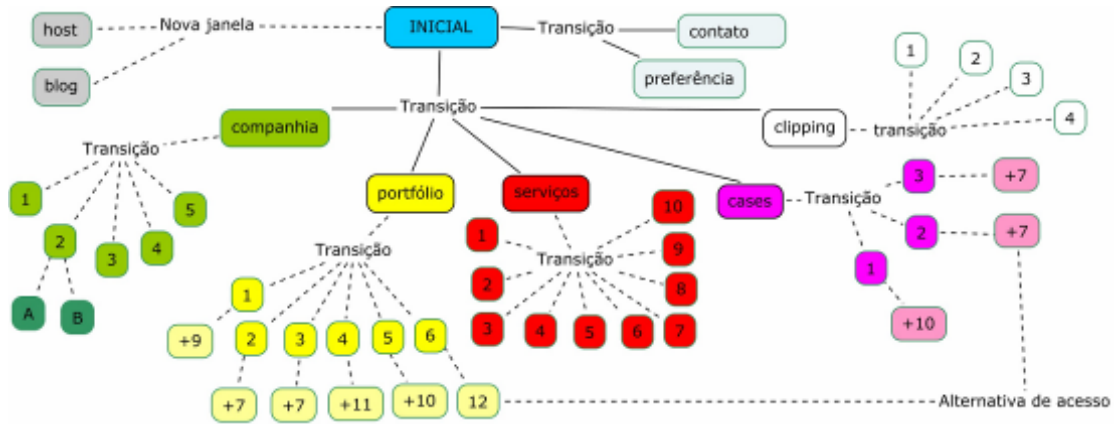 host
Nova janela
INICIAL
Transição
contato
preferência
blog
Transição
companhia
clipping
transição
1
2
3
4
Transição
1
2
3
4
5
A
B
portfólio
serviços
cases
Transição
3
+7
2
+7
1
+10
Transição
1
2
3
4
5
6
+9
+7
+7
+11
+10
12
Transição
1
2
3
4
5
6
7
8
9
10
Alternativa de acesso